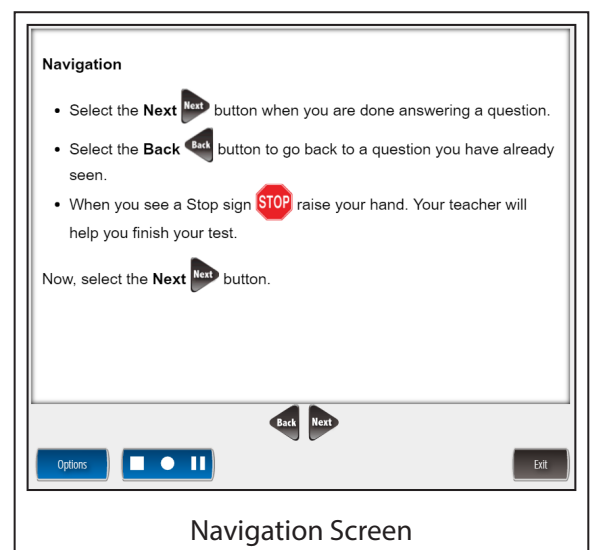 Navigation
• Select the Next Next button when you are done answering a question.
• Select the Back Back button to go back to a question you have already
seen.
• When you see a Stop sign STOP raise your hand. Your teacher will
help you finish your test.
Now, select the Next Next button.
Back Next
Options Exit
Navigation Screen